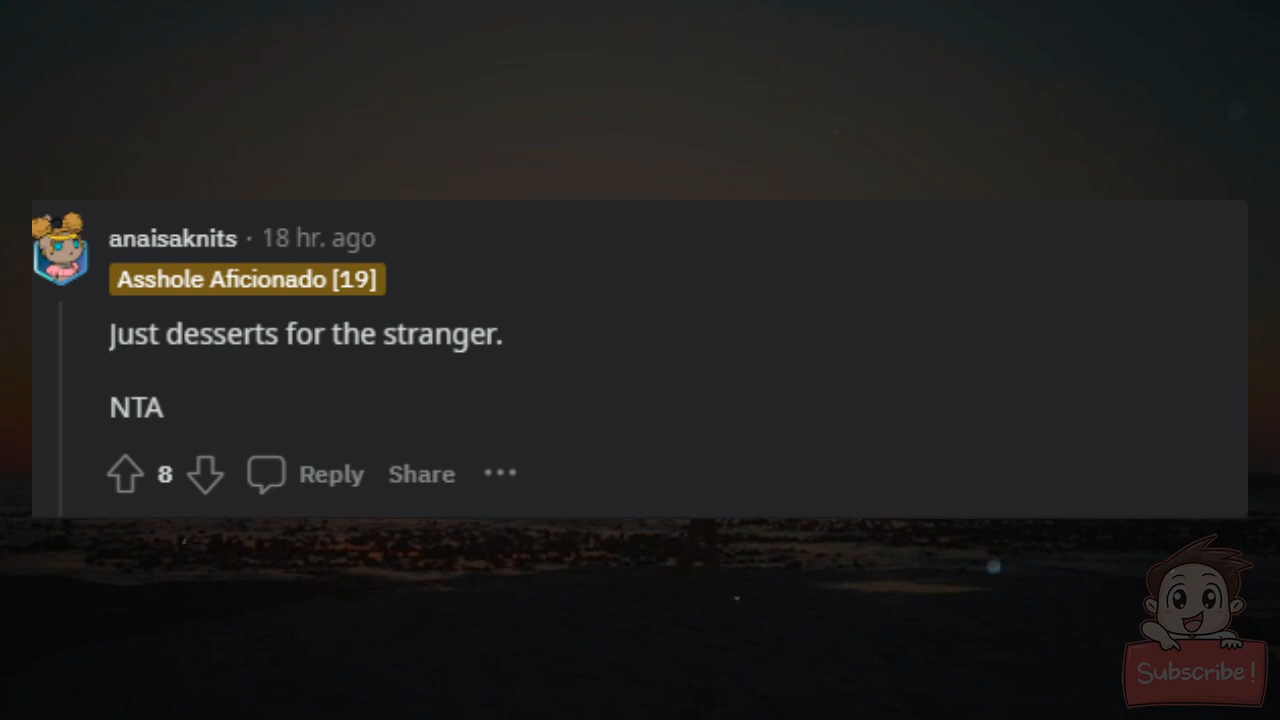 anaisaknits · 18 hr. ago
Asshole Aficionado [19]
Just desserts for the stranger.
NTA
8 Reply Share ···
Subscribe!